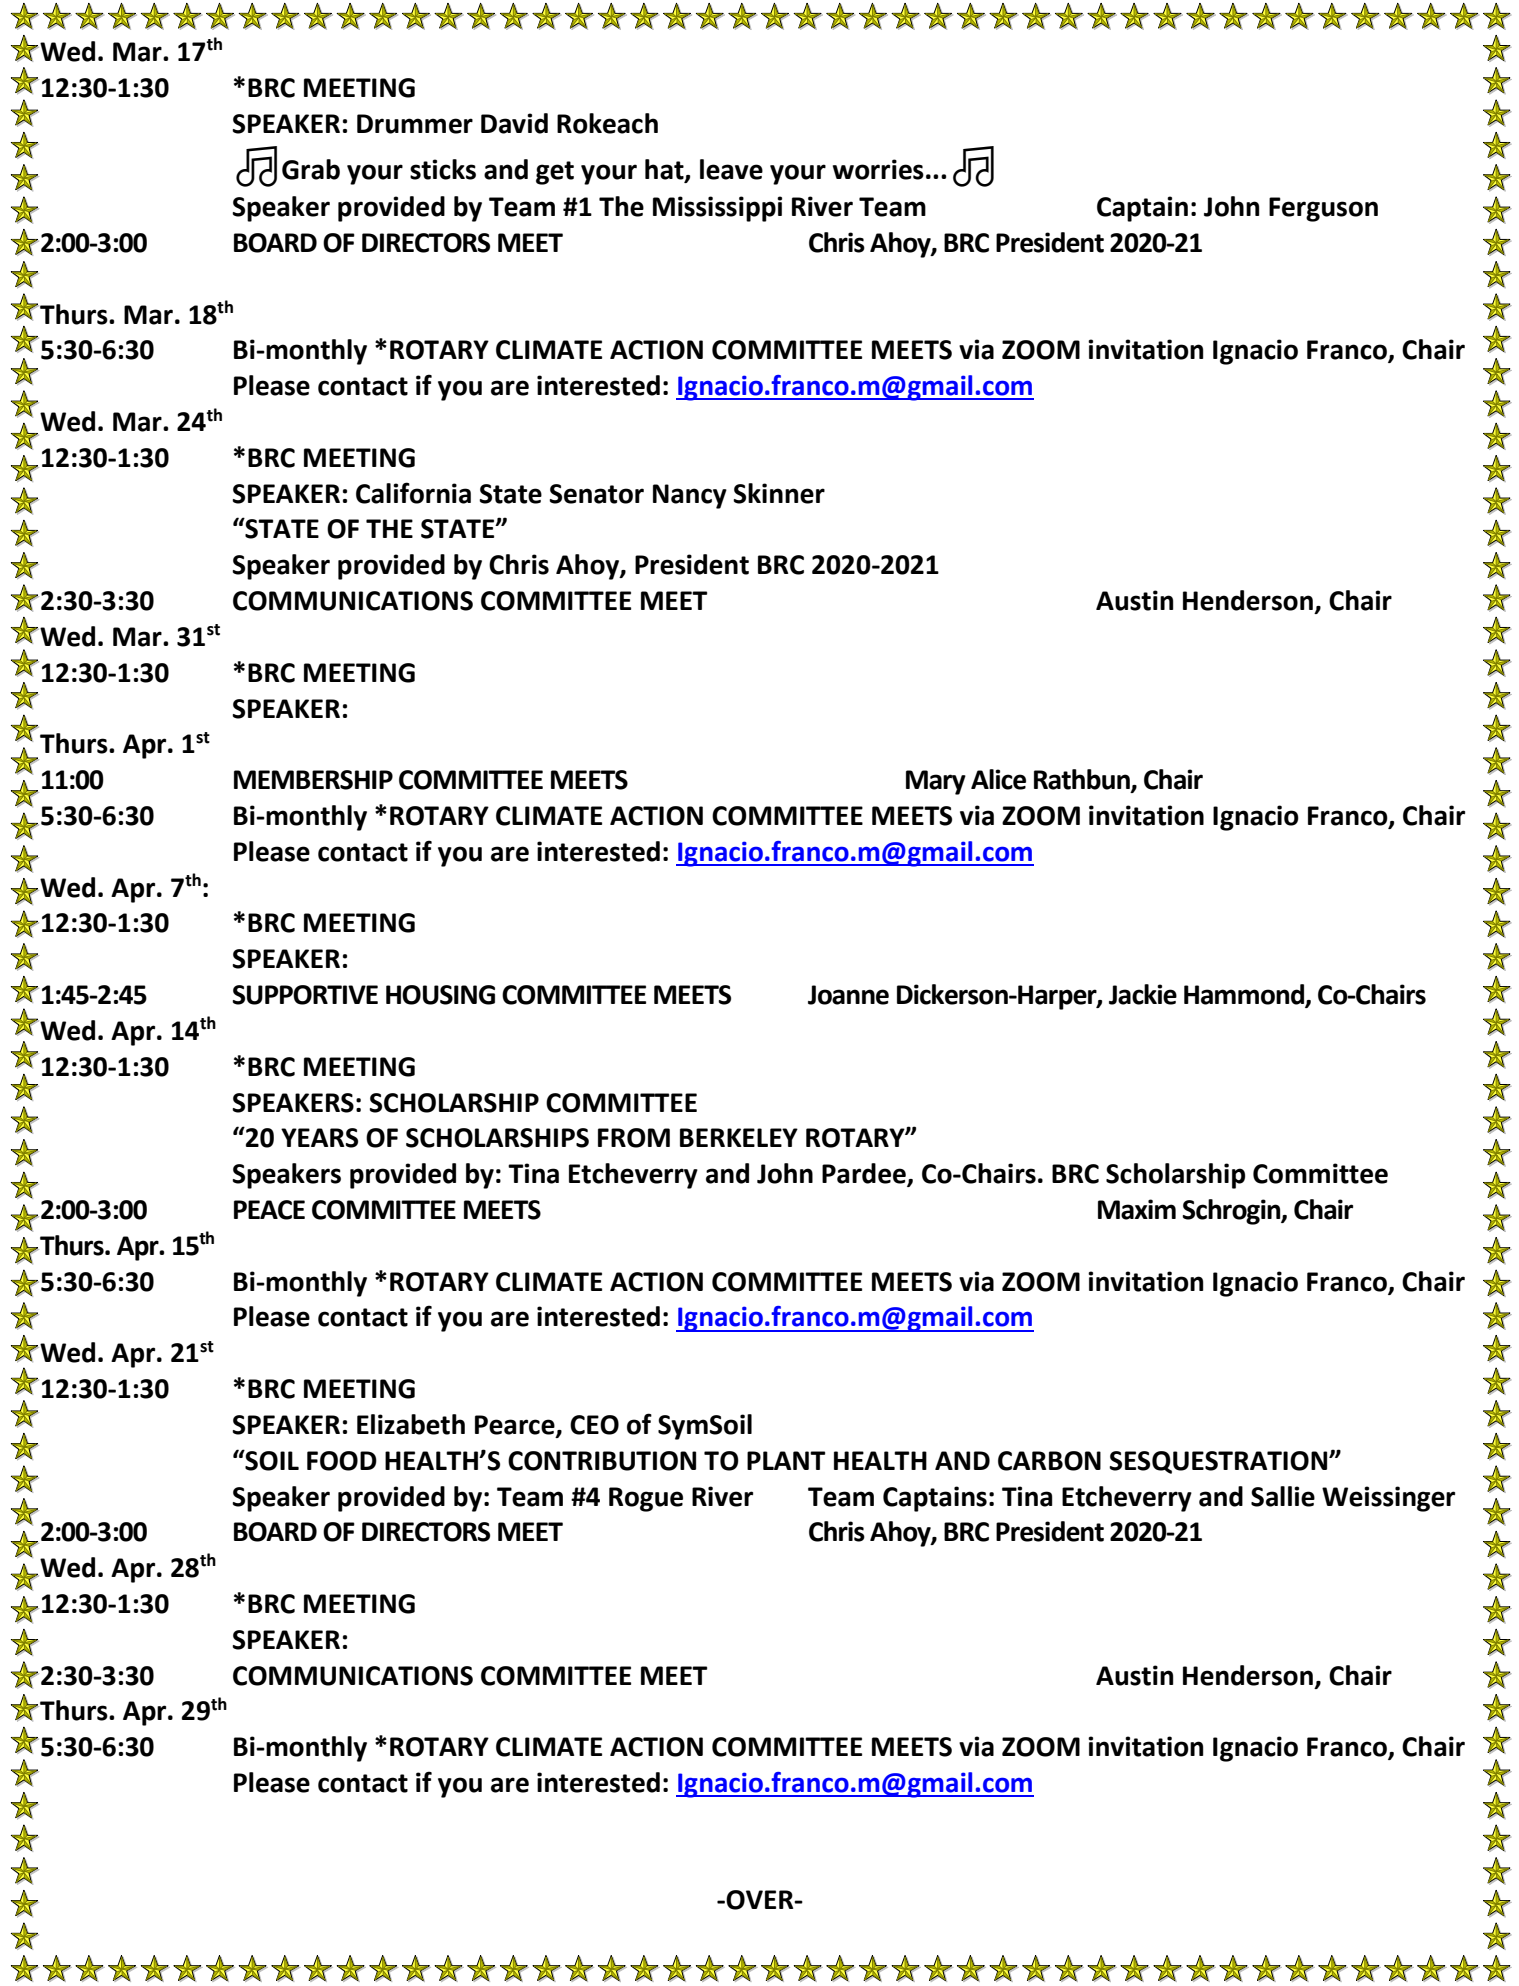 Wed. Mar. 17th
12:30-1:30 *BRC MEETING
SPEAKER: Drummer David Rokeach
🎵Grab your sticks and get your hat, leave your worries...🎵
Speaker provided by Team #1 The Mississippi River Team Captain: John Ferguson
2:00-3:00 BOARD OF DIRECTORS MEET Chris Ahoy, BRC President 2020-21
Thurs. Mar. 18th
5:30-6:30 Bi-monthly *ROTARY CLIMATE ACTION COMMITTEE MEETS via ZOOM invitation Ignacio Franco, Chair
Please contact if you are interested: Ignacio.franco.m@gmail.com
Wed. Mar. 24th
12:30-1:30 *BRC MEETING
SPEAKER: California State Senator Nancy Skinner
“STATE OF THE STATE”
Speaker provided by Chris Ahoy, President BRC 2020-2021
2:30-3:30 COMMUNICATIONS COMMITTEE MEET Austin Henderson, Chair
Wed. Mar. 31st
12:30-1:30 *BRC MEETING
SPEAKER:
Thurs. Apr. 1st
11:00 MEMBERSHIP COMMITTEE MEETS Mary Alice Rathbun, Chair
5:30-6:30 Bi-monthly *ROTARY CLIMATE ACTION COMMITTEE MEETS via ZOOM invitation Ignacio Franco, Chair
Please contact if you are interested: Ignacio.franco.m@gmail.com
Wed. Apr. 7th:
12:30-1:30 *BRC MEETING
SPEAKER:
1:45-2:45 SUPPORTIVE HOUSING COMMITTEE MEETS Joanne Dickerson-Harper, Jackie Hammond, Co-Chairs
Wed. Apr. 14th
12:30-1:30 *BRC MEETING
SPEAKERS: SCHOLARSHIP COMMITTEE
“20 YEARS OF SCHOLARSHIPS FROM BERKELEY ROTARY”
Speakers provided by: Tina Etcheverry and John Pardee, Co-Chairs. BRC Scholarship Committee
2:00-3:00 PEACE COMMITTEE MEETS Maxim Schrogin, Chair
Thurs. Apr. 15th
5:30-6:30 Bi-monthly *ROTARY CLIMATE ACTION COMMITTEE MEETS via ZOOM invitation Ignacio Franco, Chair
Please contact if you are interested: Ignacio.franco.m@gmail.com
Wed. Apr. 21st
12:30-1:30 *BRC MEETING
SPEAKER: Elizabeth Pearce, CEO of SymSoil
“SOIL FOOD HEALTH’S CONTRIBUTION TO PLANT HEALTH AND CARBON SESQUESTRATION”
Speaker provided by: Team #4 Rogue River Team Captains: Tina Etcheverry and Sallie Weissinger
2:00-3:00 BOARD OF DIRECTORS MEET Chris Ahoy, BRC President 2020-21
Wed. Apr. 28th
12:30-1:30 *BRC MEETING
SPEAKER:
2:30-3:30 COMMUNICATIONS COMMITTEE MEET Austin Henderson, Chair
Thurs. Apr. 29th
5:30-6:30 Bi-monthly *ROTARY CLIMATE ACTION COMMITTEE MEETS via ZOOM invitation Ignacio Franco, Chair
Please contact if you are interested: Ignacio.franco.m@gmail.com
-OVER-